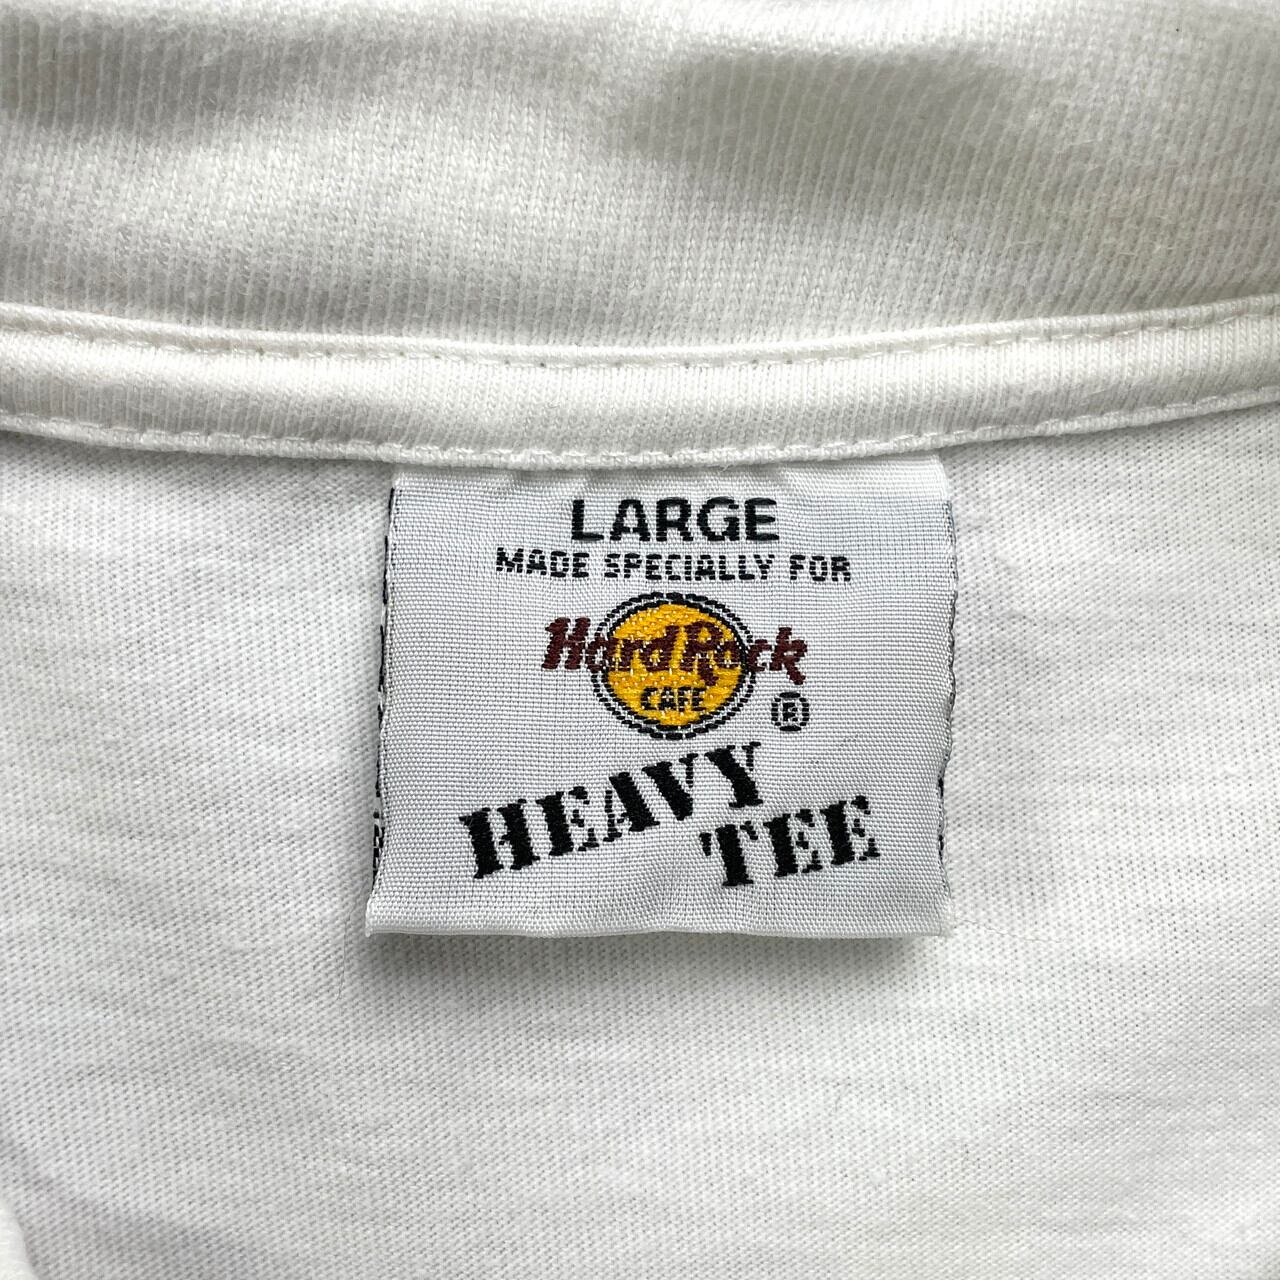 LARGE
MADE SPECIALLY FOR
Hard Rock
CAFE
®
HEAVY
TEE